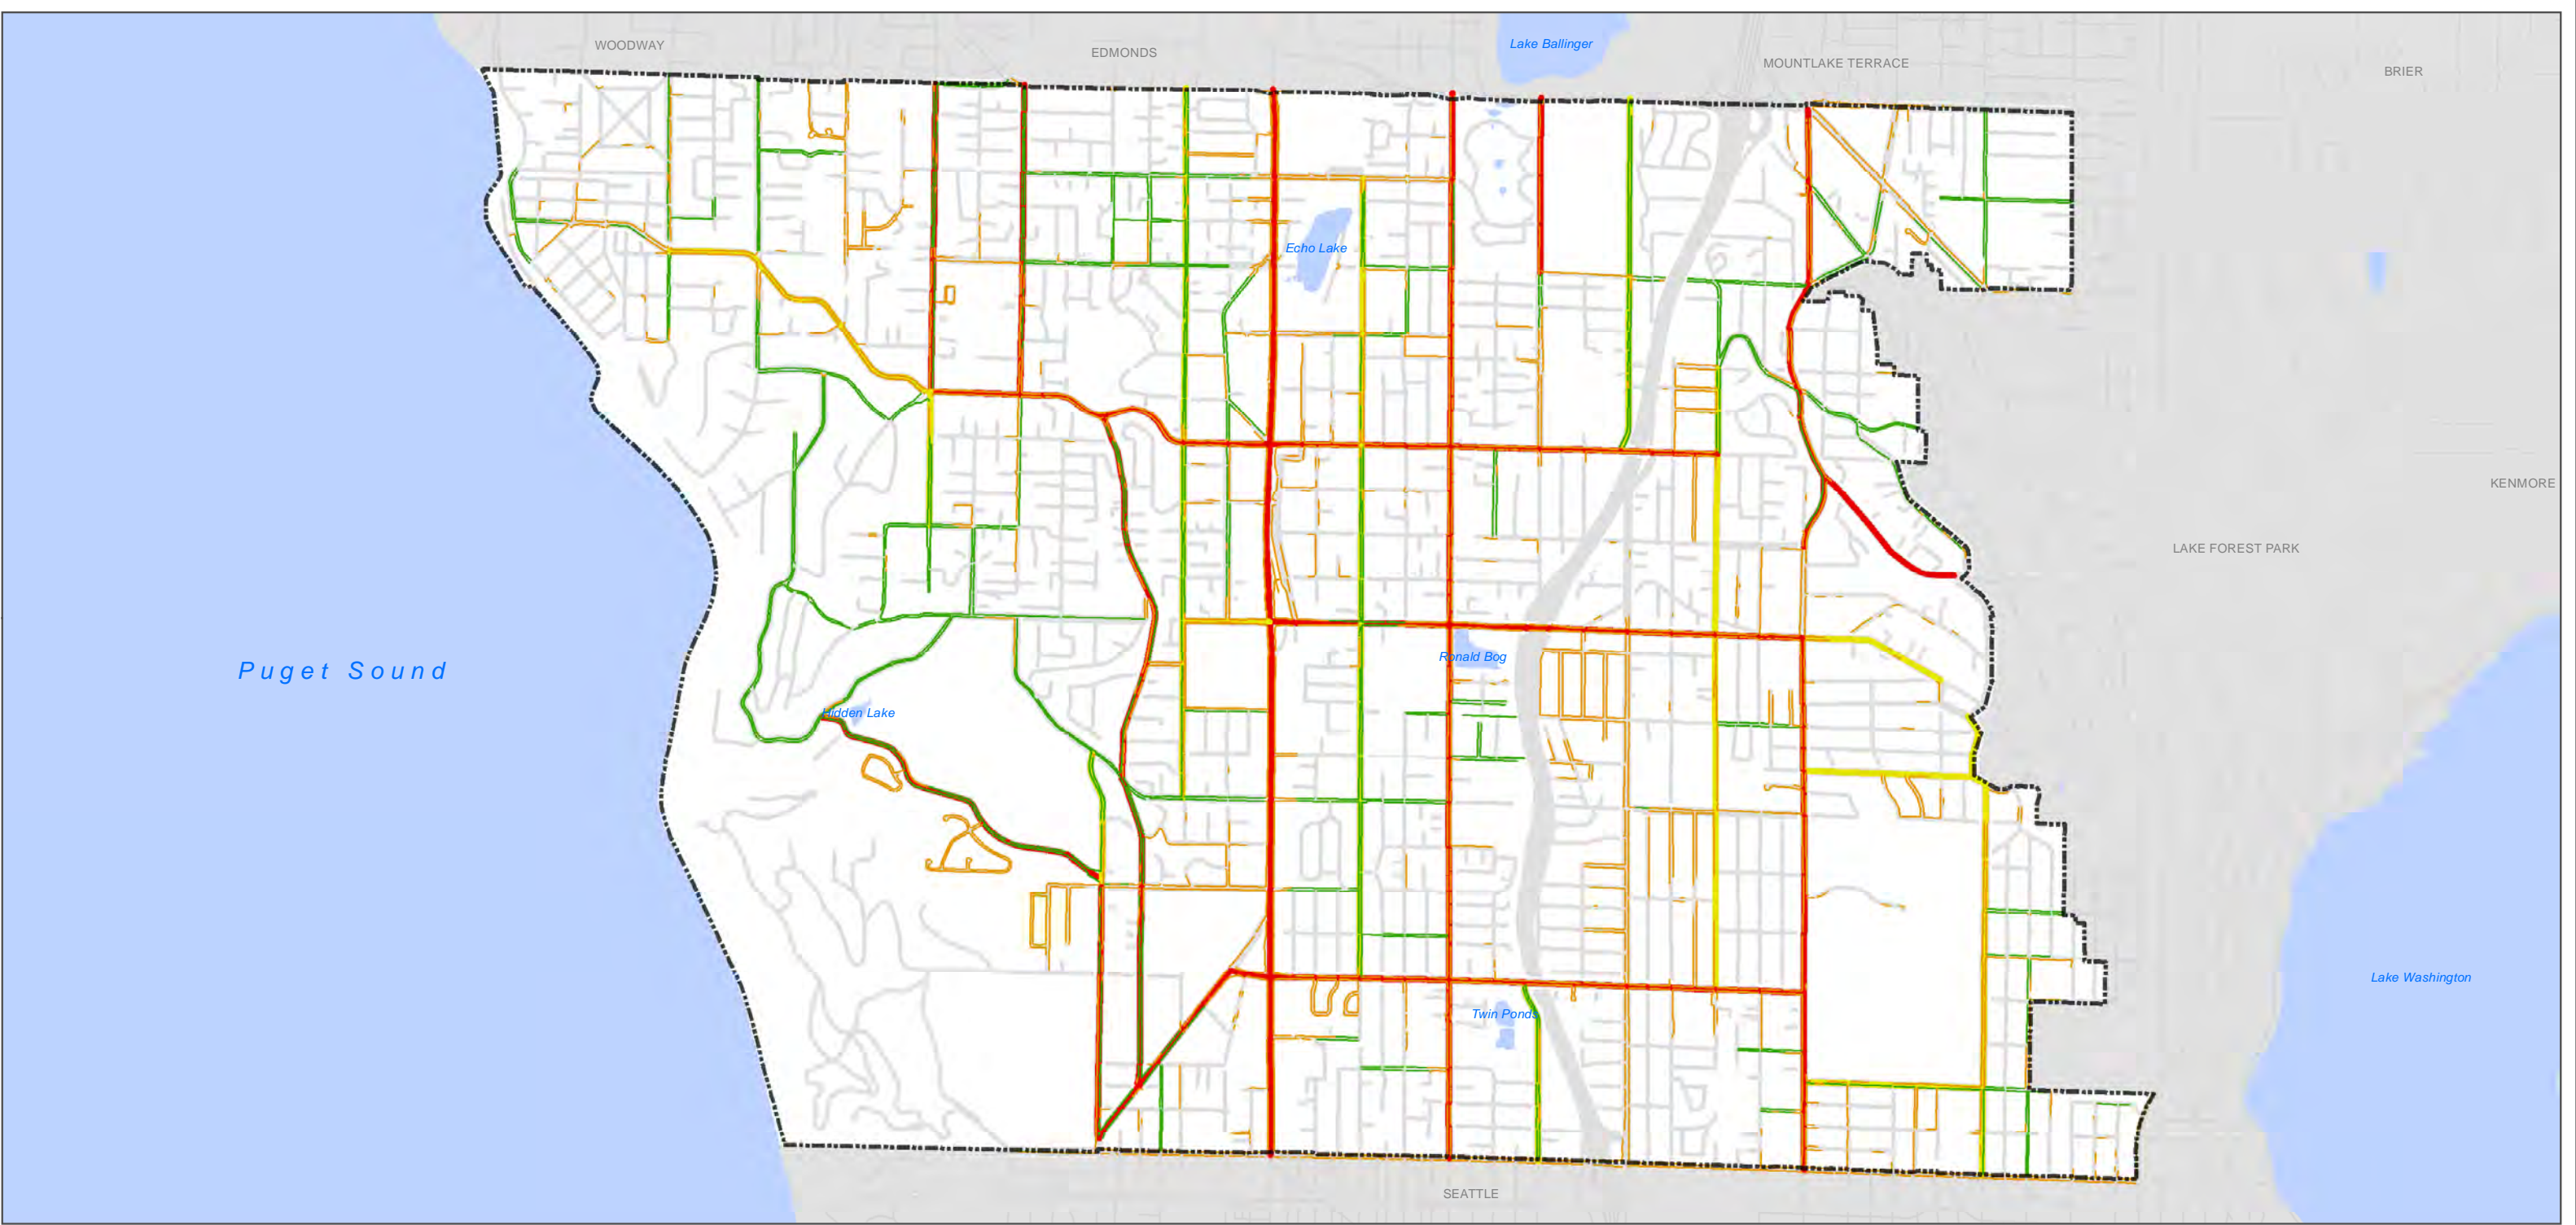 WOODWAY
EDMONDS
Lake Ballinger
MOUNTLAKE TERRACE
BRIER
Echo Lake
KENMORE
LAKE FOREST PARK
Puget Sound
Ronald Bog
Hidden Lake
Lake Washington
Twin Ponds
SEATTLE